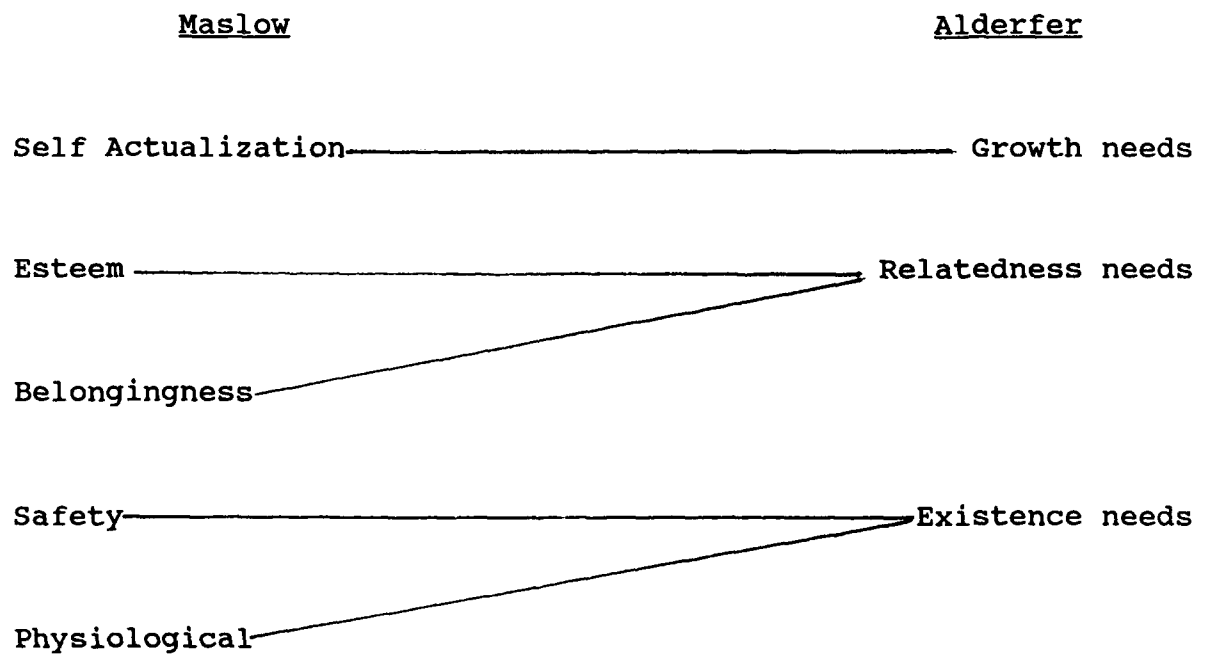 Maslow Alderfer
Self Actualization Growth needs
Esteem Relatedness needs
Belongingness
Safety Existence needs
Physiological